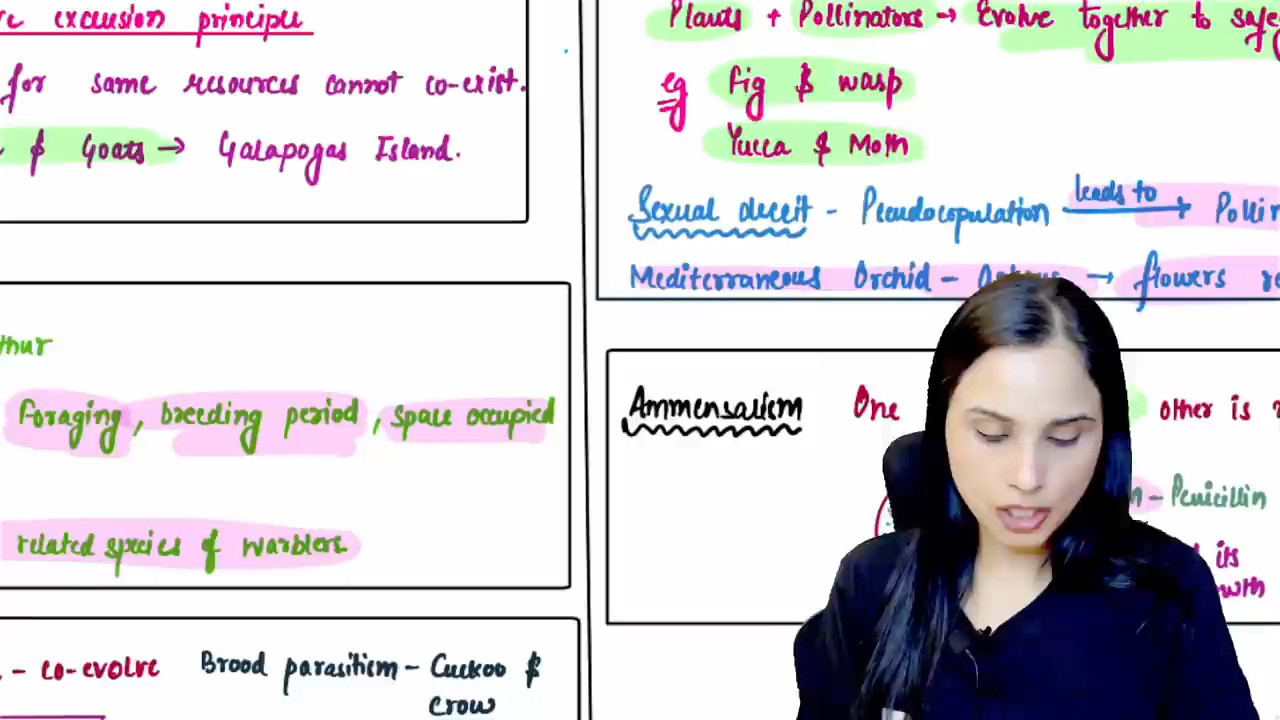 exclusion principle
for same resources cannot co-exist.
& Goats → Galapogas Island.
thur
Foraging, breeding period, space occupied
related species of warblers
- co-evolve Brood parasitism - Cuckoo &
crow
Plants + Pollinators → Evolve together to
eg Fig & wasp
Yucca & Moth
Sexual deceit - Pseudocopulation leads to →
Mediterraneous Orchid - → flowers
Ammensalism One other is
- Penicillin
its